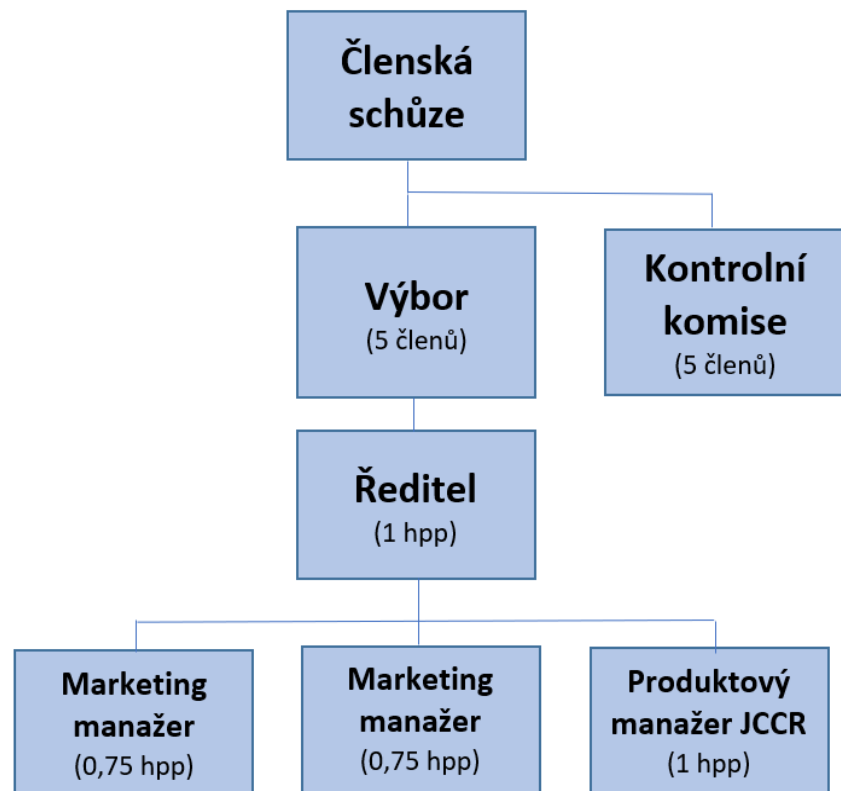 Členská
schůze
Výbor
(5 členů)
Kontrolní
komise
(5 členů)
Ředitel
(1 hpp)
Marketing
manažer
(0,75 hpp)
Marketing
manažer
(0,75 hpp)
Produktový
manažer JCCR
(1 hpp)